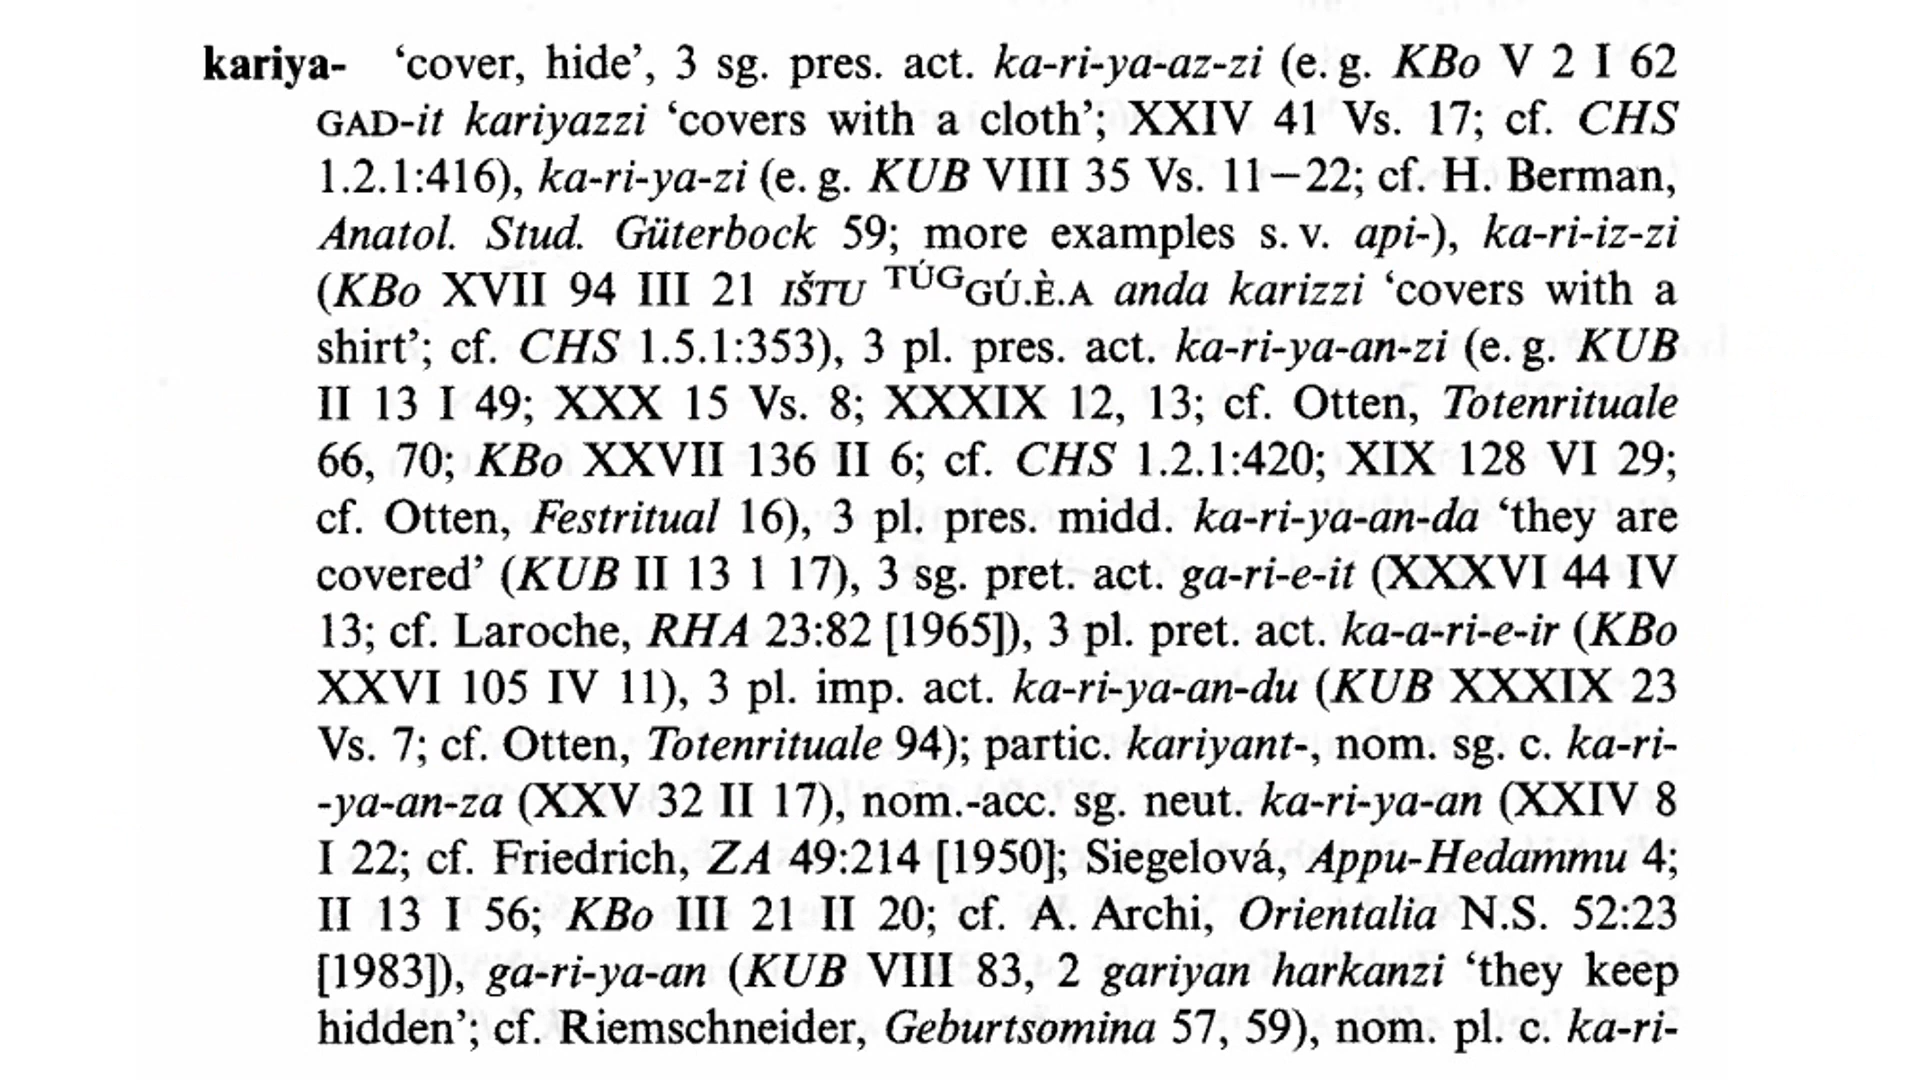 kariya- ‘cover, hide’, 3 sg. pres. act. ka-ri-ya-az-zi (e. g. KBo V 2 I 62
GAD-it kariyazzi ‘covers with a cloth’; XXIV 41 Vs. 17; cf. CHS
1.2.1:416), ka-ri-ya-zi (e. g. KUB VIII 35 Vs. 11–22; cf. H. Berman,
Anatol. Stud. Güterbock 59; more examples s. v. api-), ka-ri-iz-zi
(KBo XVII 94 III 21 IŠTU TÚGGÚ.È.A anda karizzi ‘covers with a
shirt’; cf. CHS 1.5.1:353), 3 pl. pres. act. ka-ri-ya-an-zi (e. g. KUB
II 13 I 49; XXX 15 Vs. 8; XXXIX 12, 13; cf. Otten, Totenrituale
66, 70; KBo XXVII 136 II 6; cf. CHS 1.2.1:420; XIX 128 VI 29;
cf. Otten, Festritual 16), 3 pl. pres. midd. ka-ri-ya-an-da ‘they are
covered’ (KUB II 13 1 17), 3 sg. pret. act. ga-ri-e-it (XXXVI 44 IV
13; cf. Laroche, RHA 23:82 [1965]), 3 pl. pret. act. ka-a-ri-e-ir (KBo
XXVI 105 IV 11), 3 pl. imp. act. ka-ri-ya-an-du (KUB XXXIX 23
Vs. 7; cf. Otten, Totenrituale 94); partic. kariyant-, nom. sg. c. ka-ri-
-ya-an-za (XXV 32 II 17), nom.-acc. sg. neut. ka-ri-ya-an (XXIV 8
I 22; cf. Friedrich, ZA 49:214 [1950]; Siegelová, Appu-Hedammu 4;
II 13 I 56; KBo III 21 II 20; cf. A. Archi, Orientalia N.S. 52:23
[1983]), ga-ri-ya-an (KUB VIII 83, 2 gariyan harkanzi ‘they keep
hidden’; cf. Riemschneider, Geburtsomina 57, 59), nom. pl. c. ka-ri-